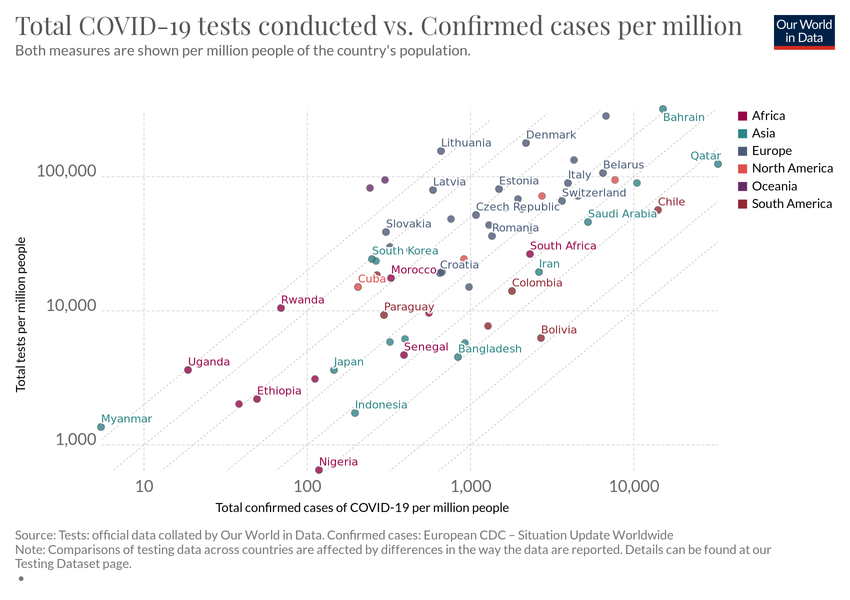 Total COVID-19 tests conducted vs. Confirmed cases per million
Both measures are shown per million people of the country's population.
Our World
in Data
Bahrain
Africa
Asia
Europe
North America
Oceania
South America
Lithuania
Denmark
Belarus
Qatar
100,000
Latvia
Estonia
Italy
Switzerland
Czech Republic
Saudi Arabia
Chile
Slovakia
Romania
South Korea
South Africa
Morocco
Croatia
Iran
Cuba
Colombia
Rwanda
10,000
Paraguay
Bolivia
Senegal
Bangladesh
Uganda
Japan
Ethiopia
Indonesia
Myanmar
1,000
Nigeria
Total tests per million people
10
100
1,000
10,000
Total confirmed cases of COVID-19 per million people
Source: Tests: official data collated by Our World in Data. Confirmed cases: European CDC – Situation Update Worldwide
Note: Comparisons of testing data across countries are affected by differences in the way the data are reported. Details can be found at our
Testing Dataset page.